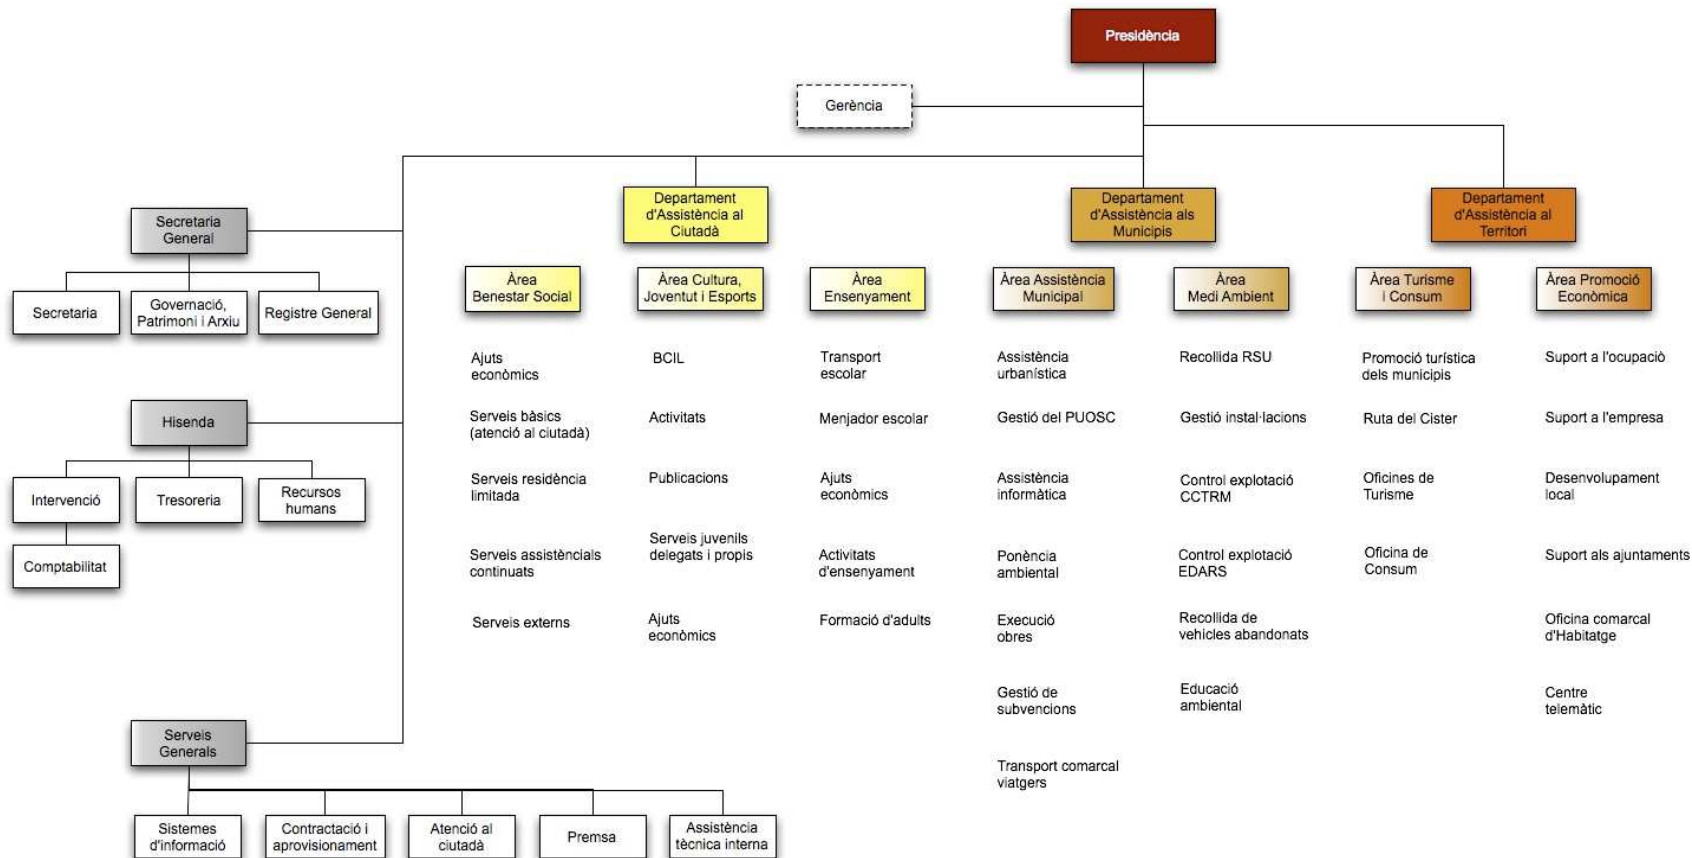 Presidència
Gerència
Departament
d'Assistència al
Ciutadà
Departament
d'Assistència als
Municipis
Departament
d'Assistència al
Territori
Secretaria
General
Secretaria
Governació,
Patrimoni i Arxiu
Registre General
Hisenda
Intervenció
Tresoreria
Recursos
humans
Comptabilitat
Serveis
Generals
Sistemes
d'informació
Contractació i
aprovisionament
Atenció al
ciutadà
Premsa
Assistència
tècnica interna
Àrea
Benestar Social
Ajuts
econòmics
Serveis bàsics
(atenció al ciutadà)
Serveis residència
limitada
Serveis assistèncials
continuats
Serveis externs
Àrea Cultura,
Joventut i Esports
BCIL
Activitats
Publicacions
Serveis juvenils
delegats i propis
Ajuts
econòmics
Àrea
Ensenyament
Transport
escolar
Menjador escolar
Ajuts
econòmics
Activitats
d'ensenyament
Formació d'adults
Àrea Assistència
Municipal
Assistència
urbanística
Gestió del PUOSC
Assistència
informàtica
Ponència
ambiental
Execució
obres
Gestió de
subvencions
Transport comarcal
viatgers
Àrea
Medi Ambient
Recollida RSU
Gestió instal·lacions
Control explotació
CCTRM
Control explotació
EDARS
Recollida de
vehicles abandonats
Educació
ambiental
Àrea Turisme
i Consum
Promoció turística
dels municipis
Ruta del Cister
Oficines de
Turisme
Oficina de
Consum
Àrea Promoció
Econòmica
Suport a l'ocupaciò
Suport a l'empresa
Desenvolupament
local
Suport als ajuntaments
Oficina comarcal
d'Habitatge
Centre
telemàtic